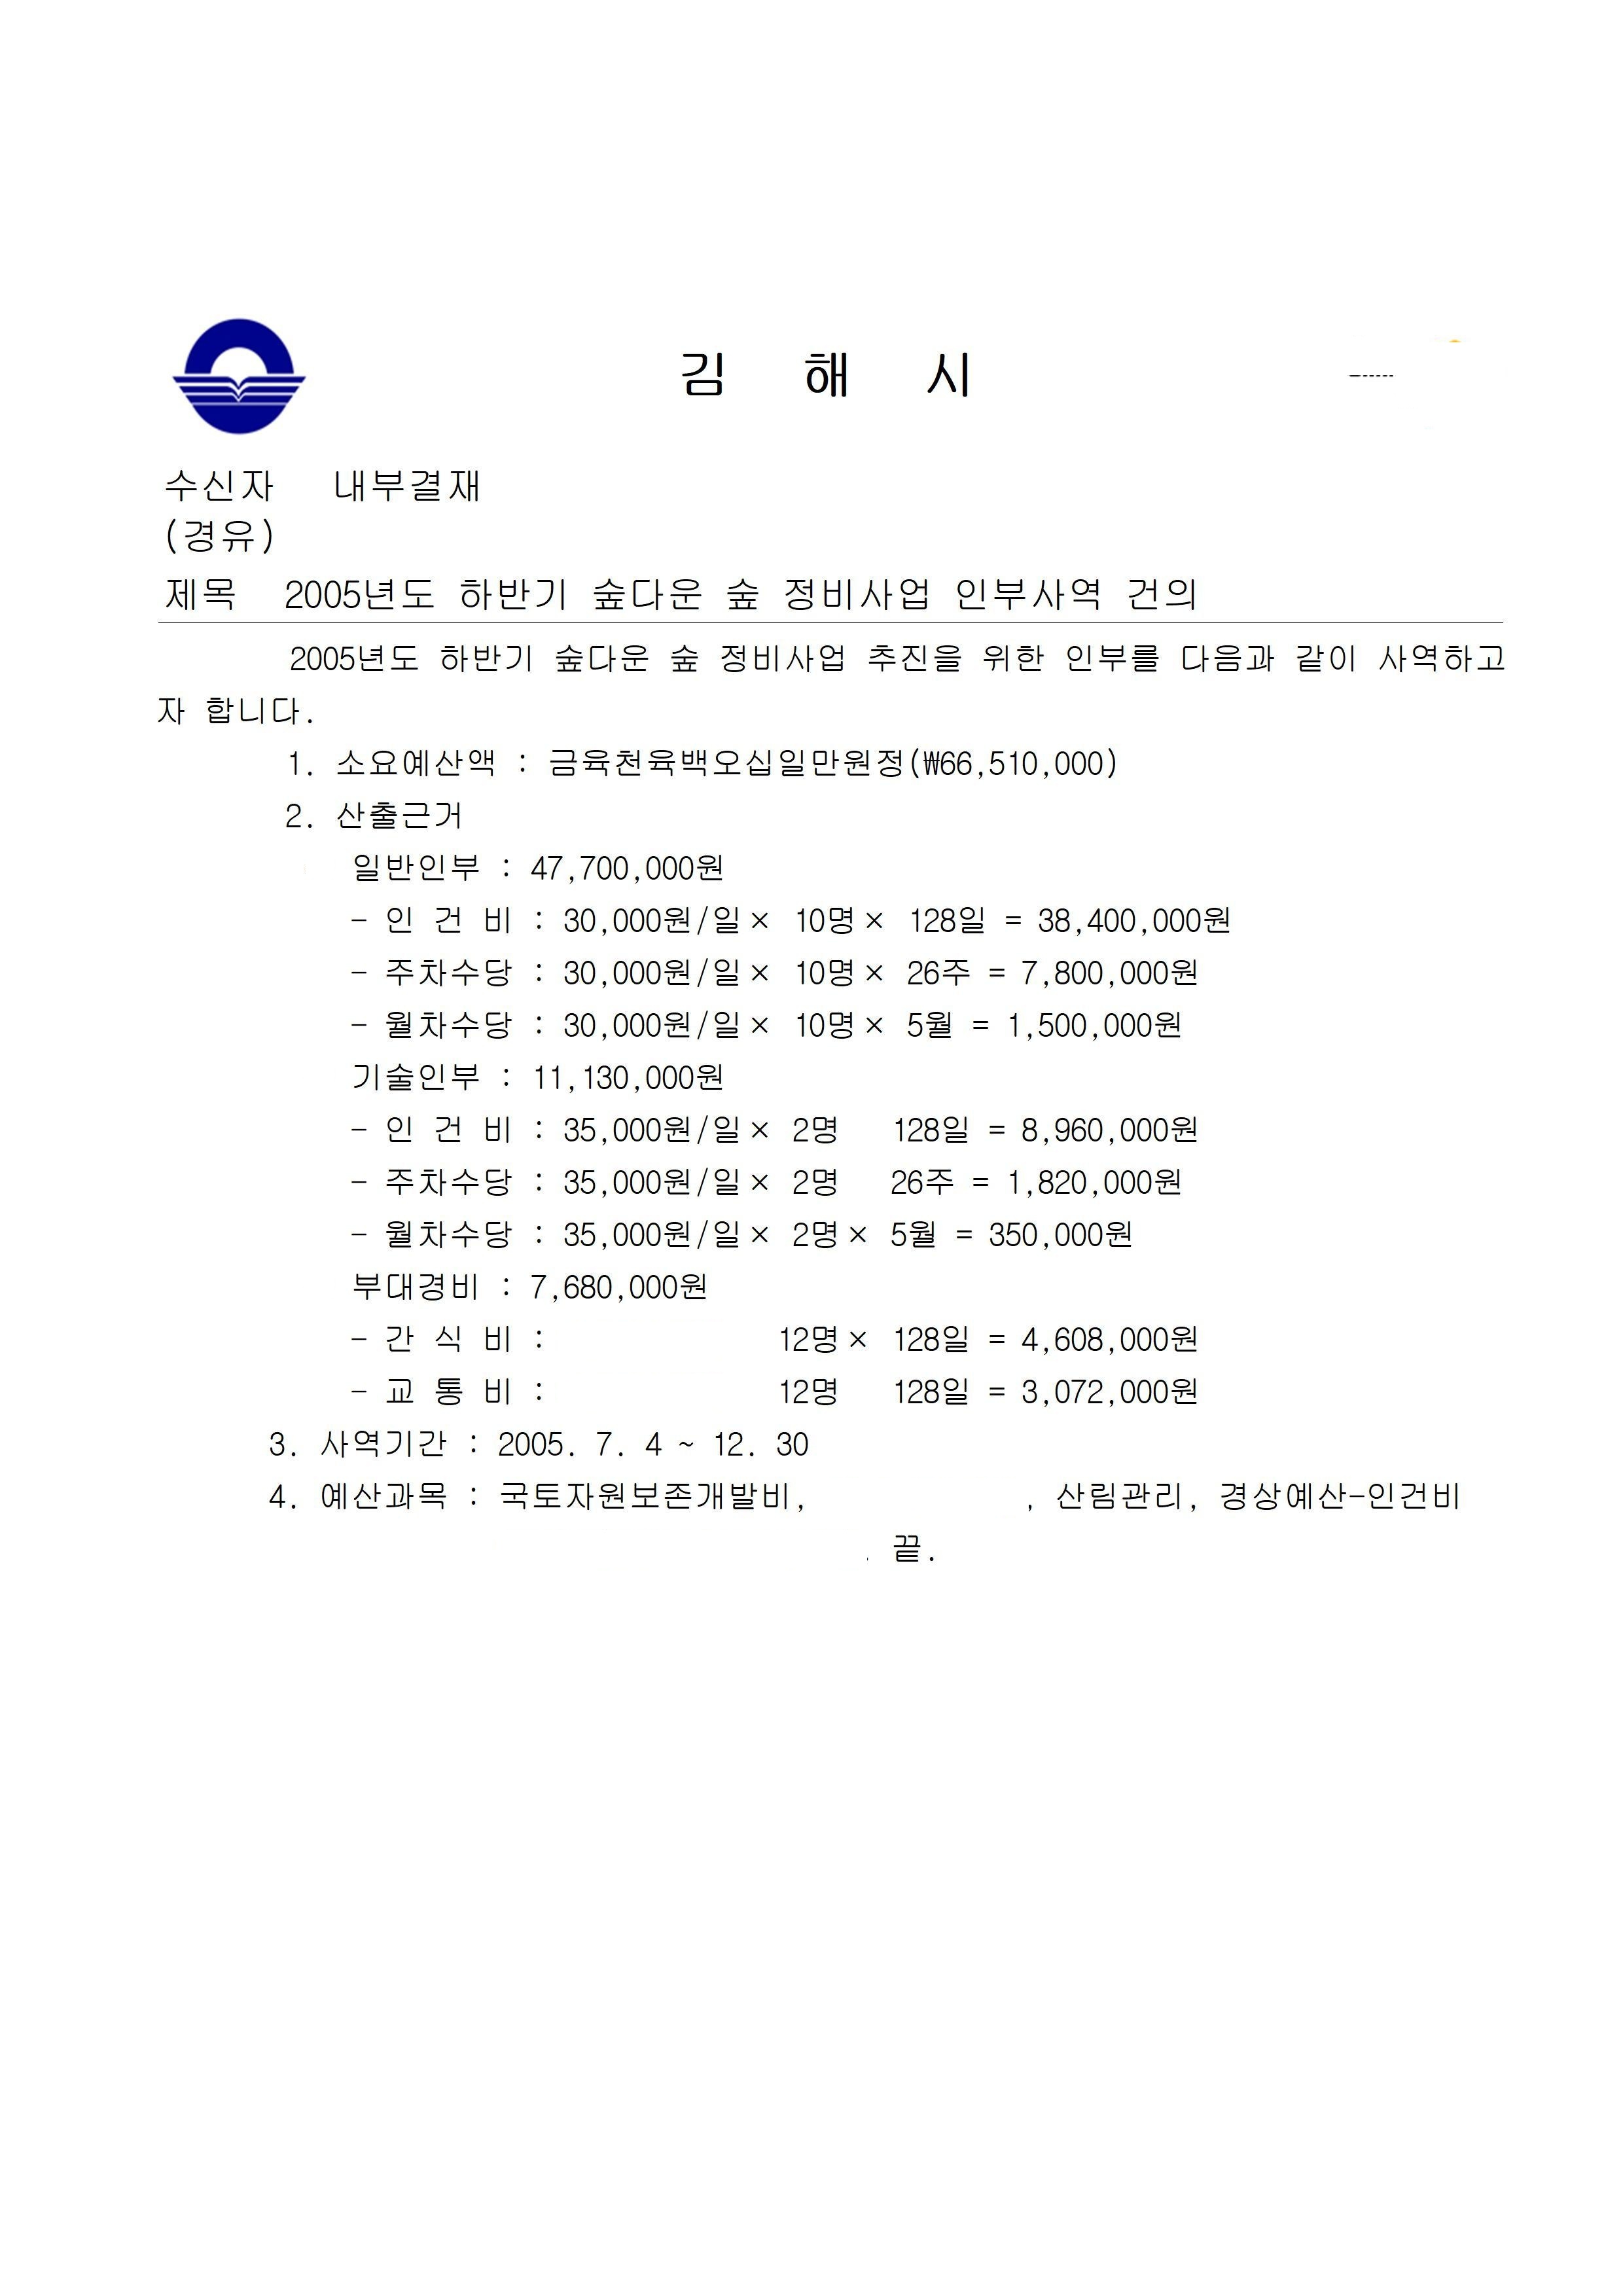 김 해 시
수신자 내부결재
(경유)
제목 2005년도 하반기 숲다운 숲 정비사업 인부사역 건의
2005년도 하반기 숲다운 숲 정비사업 추진을 위한 인부를 다음과 같이 사역하고
자 합니다.
1. 소요예산액 : 금육천육백오십일만원정(₩66,510,000)
2. 산출근거
일반인부 : 47,700,000원
- 인 건 비 : 30,000원/일× 10명× 128일 = 38,400,000원
- 주차수당 : 30,000원/일× 10명× 26주 = 7,800,000원
- 월차수당 : 30,000원/일× 10명× 5월 = 1,500,000원
기술인부 : 11,130,000원
- 인 건 비 : 35,000원/일× 2명 128일 = 8,960,000원
- 주차수당 : 35,000원/일× 2명 26주 = 1,820,000원
- 월차수당 : 35,000원/일× 2명× 5월 = 350,000원
부대경비 : 7,680,000원
- 간 식 비 : 12명× 128일 = 4,608,000원
- 교 통 비 : 12명 128일 = 3,072,000원
3. 사역기간 : 2005. 7. 4 ~ 12. 30
4. 예산과목 : 국토자원보존개발비, , 산림관리, 경상예산-인건비
. 끝.